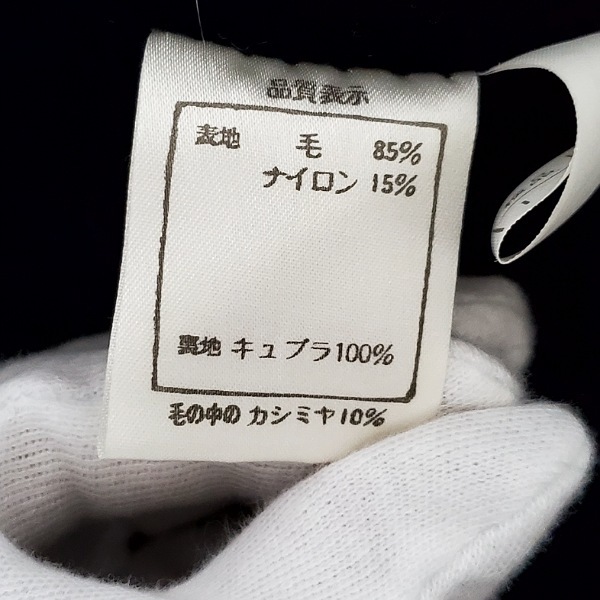 品質表示
表地 毛 85%
ナイロン 15%
裏地 キュプラ100%
毛の中の カシミヤ10%